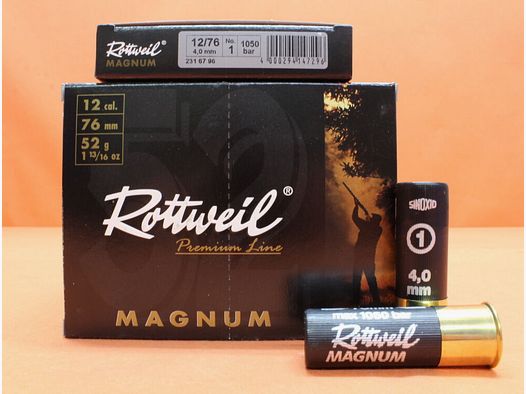 Rottweil®
MAGNUM
12/76 No. 1050
4,0 mm 1 bar
231 67 96
4 000294 147296
12 cal.
76 mm
52 g
1 13/16 oz
52
Rottweil®
Premium Line
MAGNUM
SINOXID
1
4,0
mm
max 1050 bar
Rottweil
MAGNUM